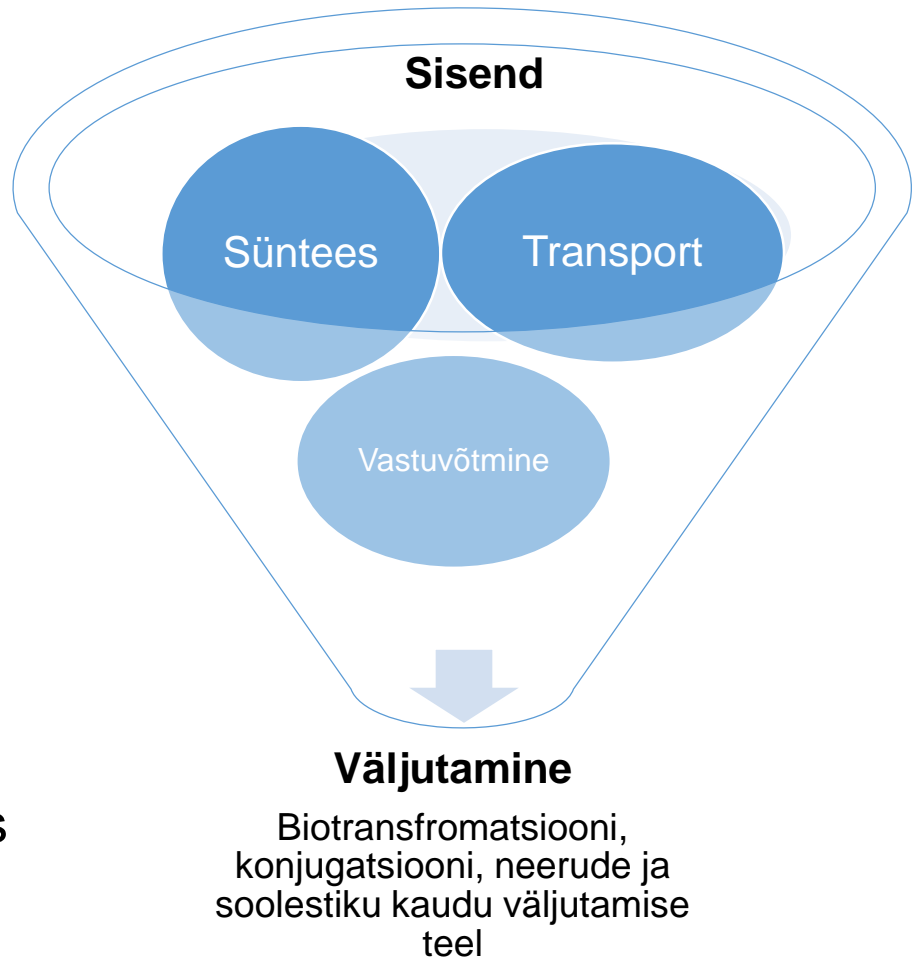 Sisend
Süntees
Transport
Vastuvõtmine
Väljutamine
s
Biotransfromatsiooni,
konjugatsiooni, neerude ja
soolestiku kaudu väljutamise
teel